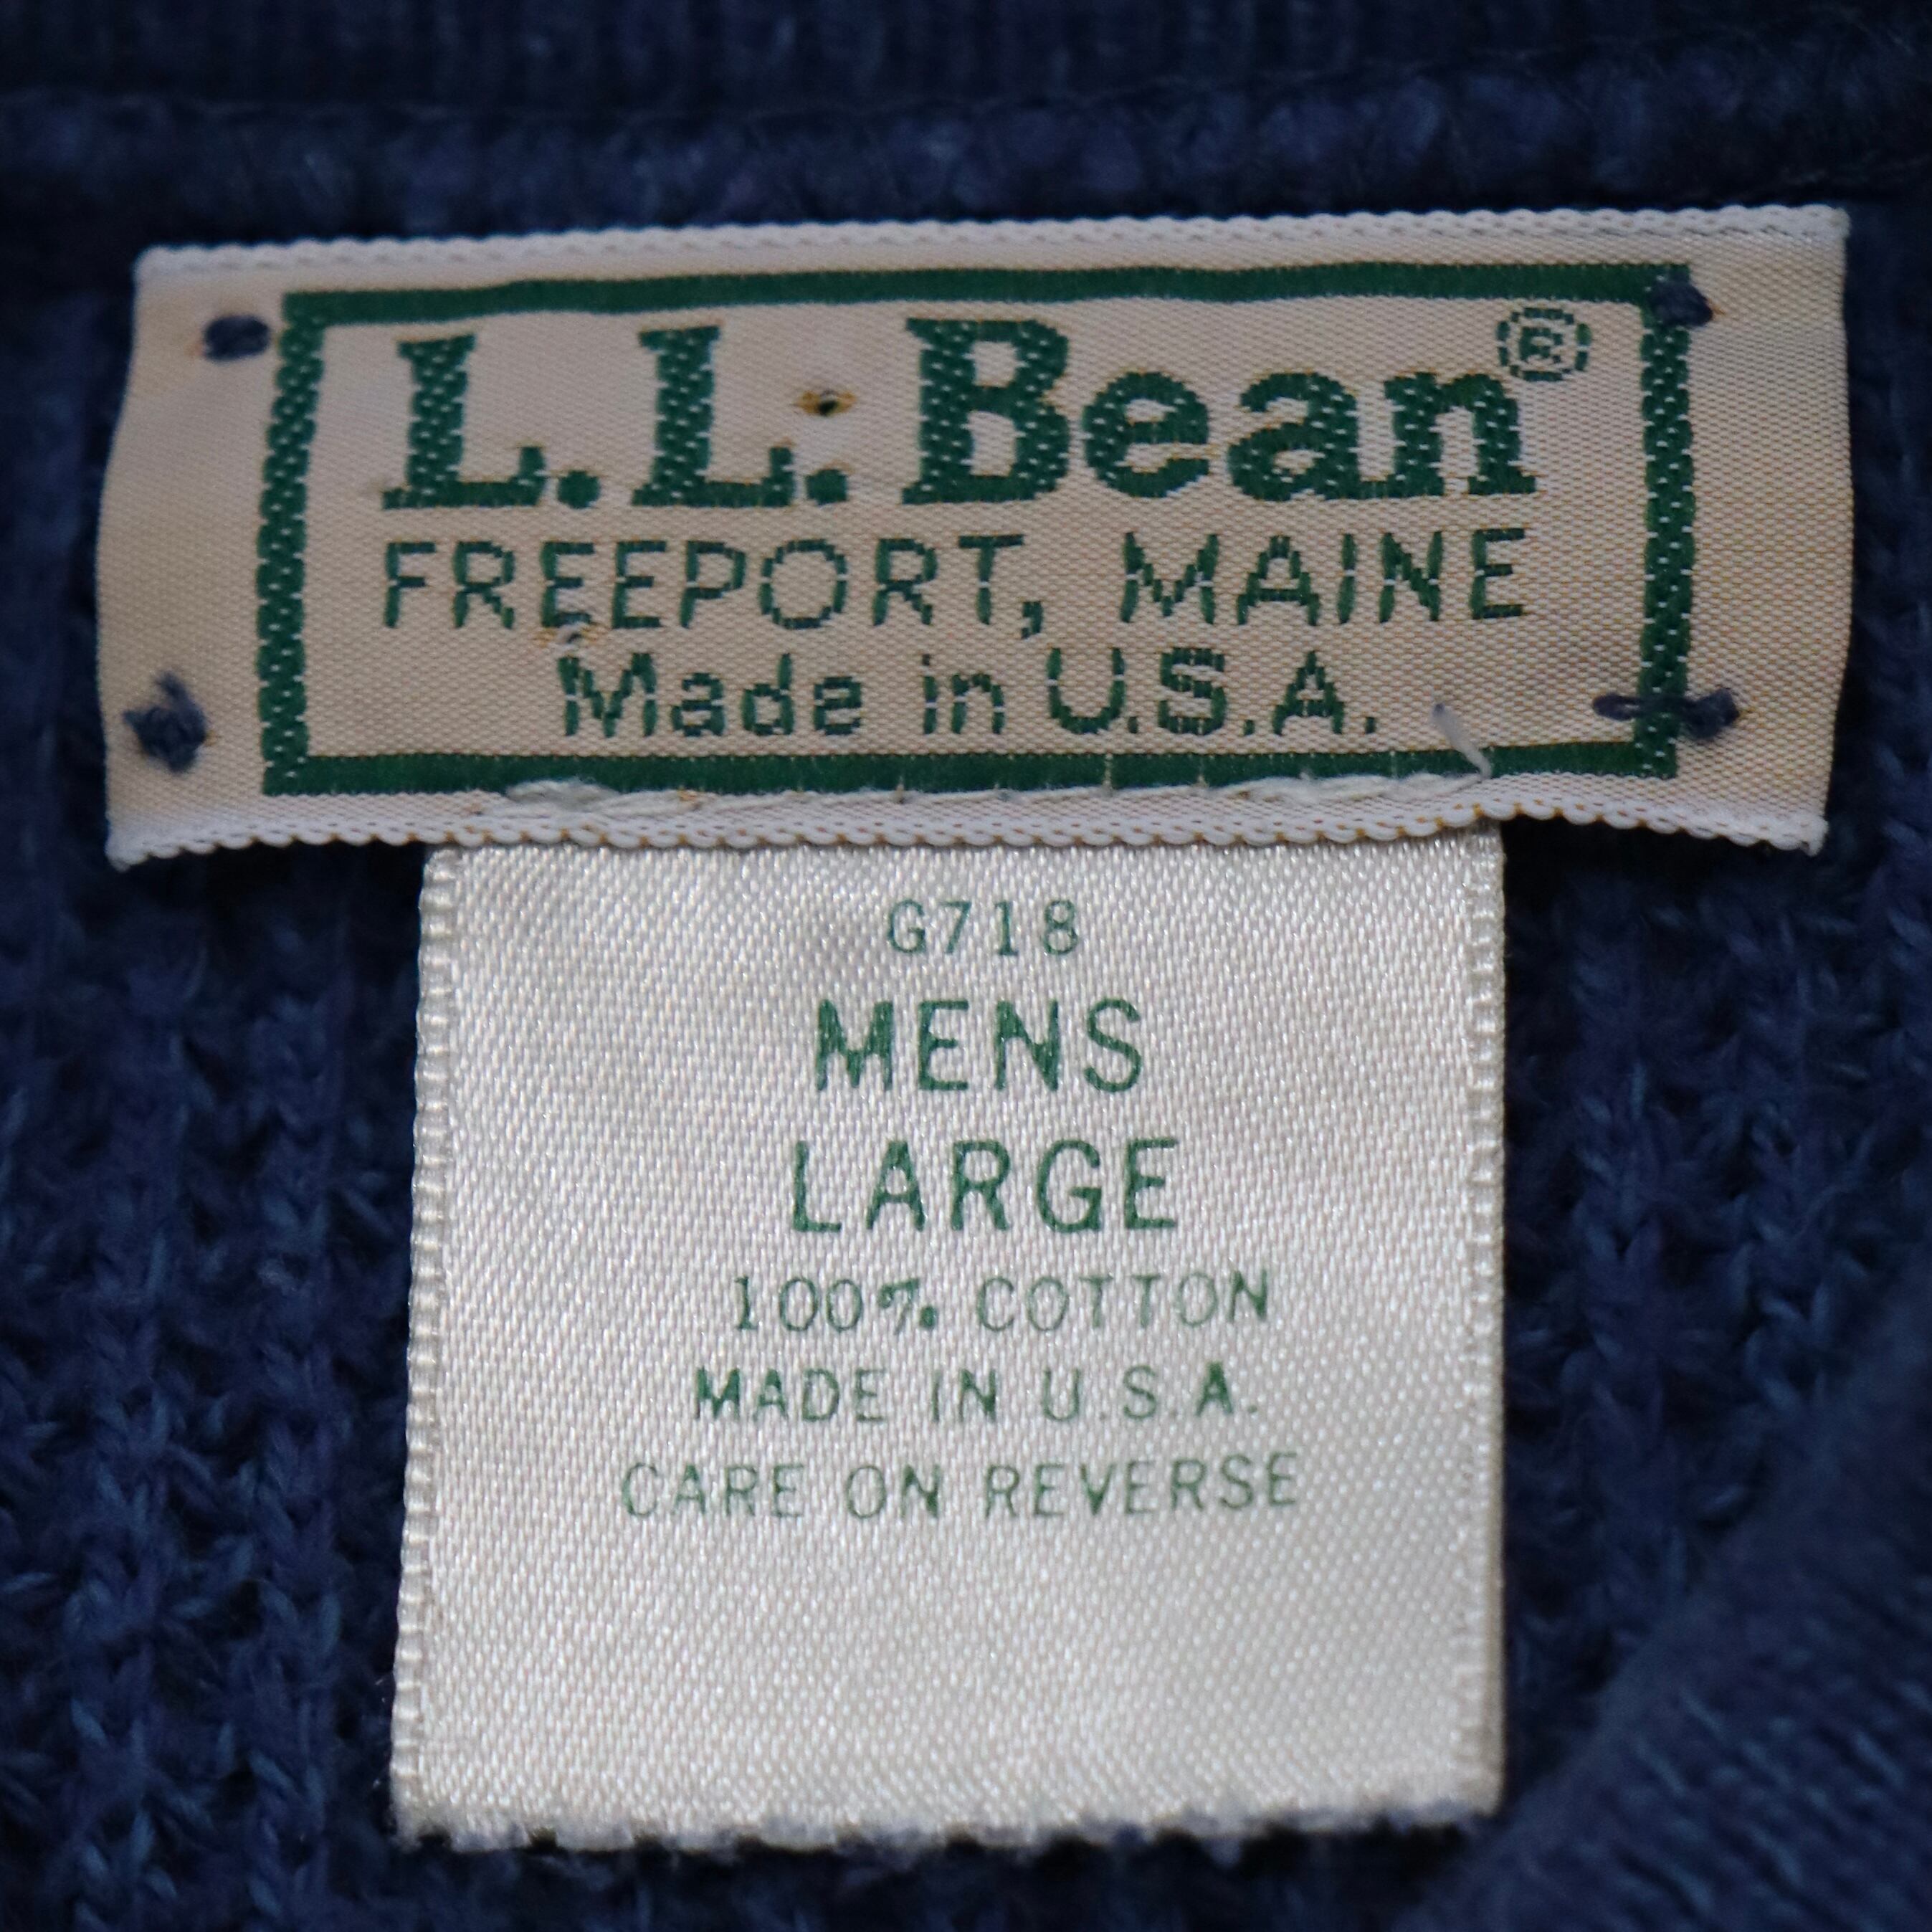 L.L.Bean®
FREEPORT, MAINE
Made in U.S.A.
G718
MENS
LARGE
100% COTTON
MADE IN U.S.A.
CARE ON REVERSE